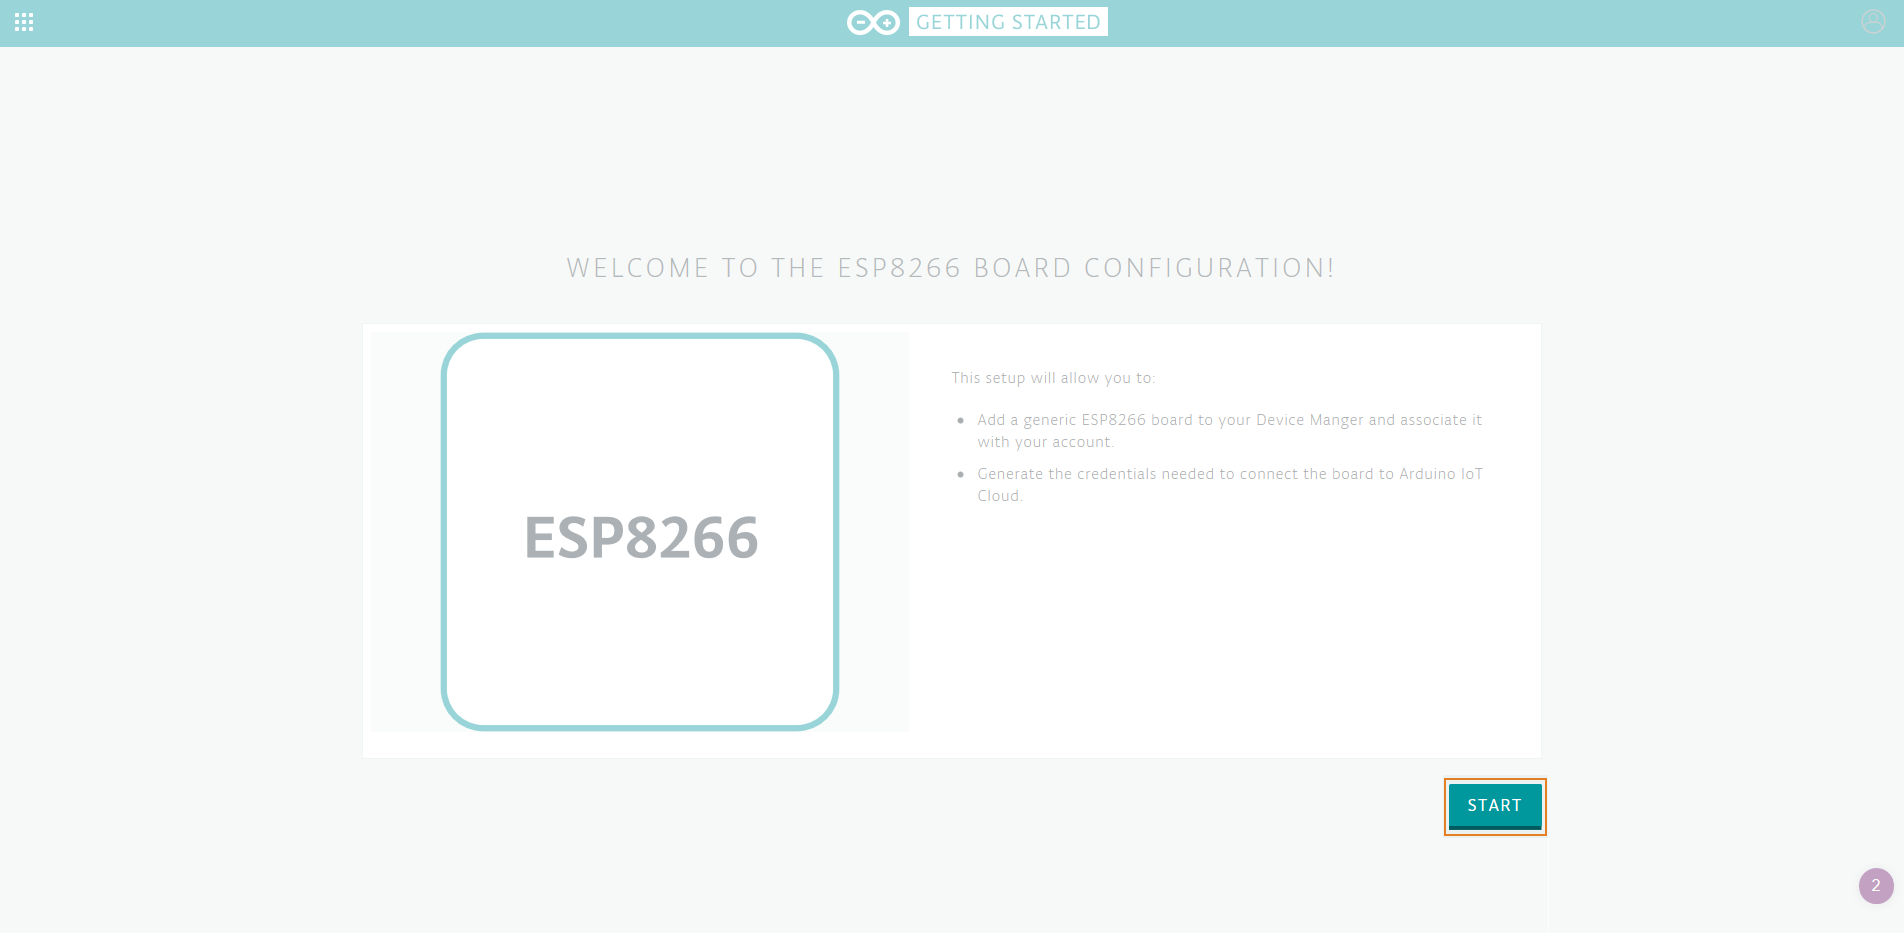 GETTING STARTED
WELCOME TO THE ESP8266 BOARD CONFIGURATION!
ESP8266
This setup will allow you to:
Add a generic ESP8266 board to your Device Manger and associate it
with your account.
Generate the credentials needed to connect the board to Arduino IoT
Cloud.
START
2